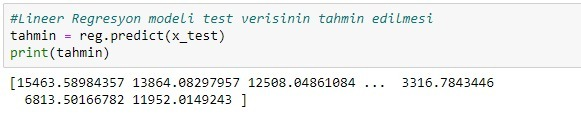 #Lineer Regresyon modeli test verisinin tahmin edilmesi
tahmin = reg.predict(x_test)
print(tahmin)
[15463.58984357 13864.08297957 12508.04861084 ...  3316.7843446
  6813.50166782 11952.0149243 ]